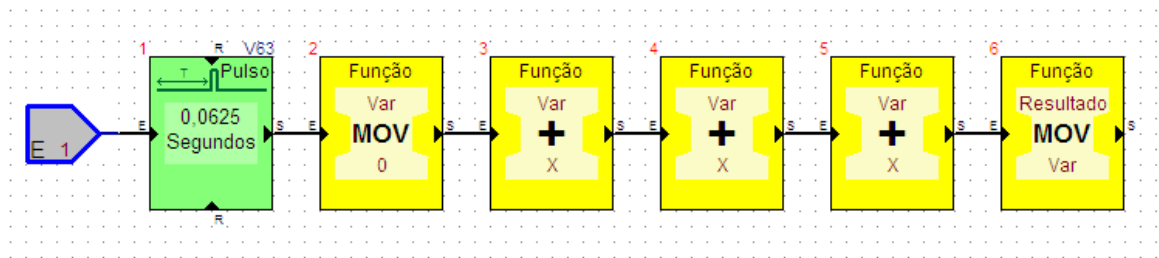 1 R V63 2 3 4 5 6
T Pulso Função Função Função Função Função
0,0625 Var Var Var Var Resultado
E 1 E Segundos S E MOV S E + S E + S E + S E MOV S
0 X X X Var
R